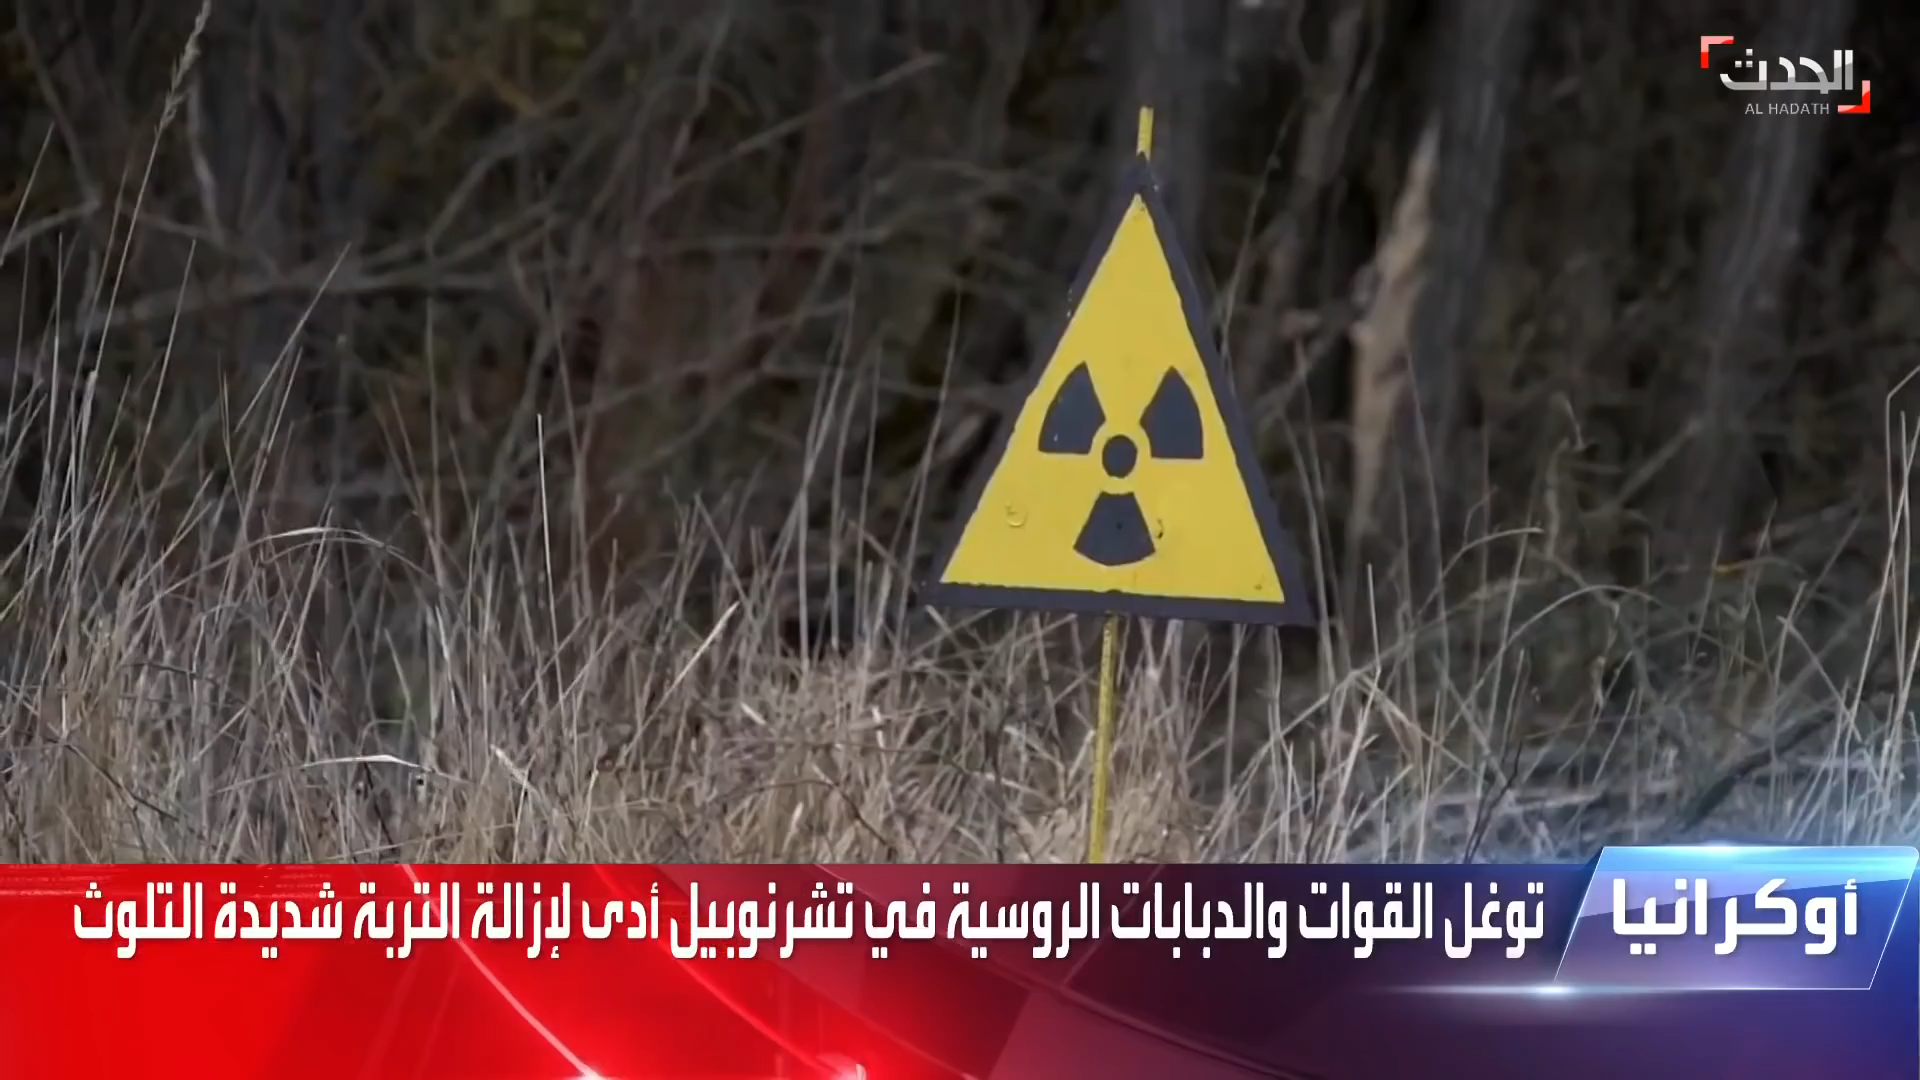 الحدث
AL HADATH
أوكرانيا
توغل القوات والدبابات الروسية في تشرنوبيل أدى لإزالة التربة شديدة التلوث